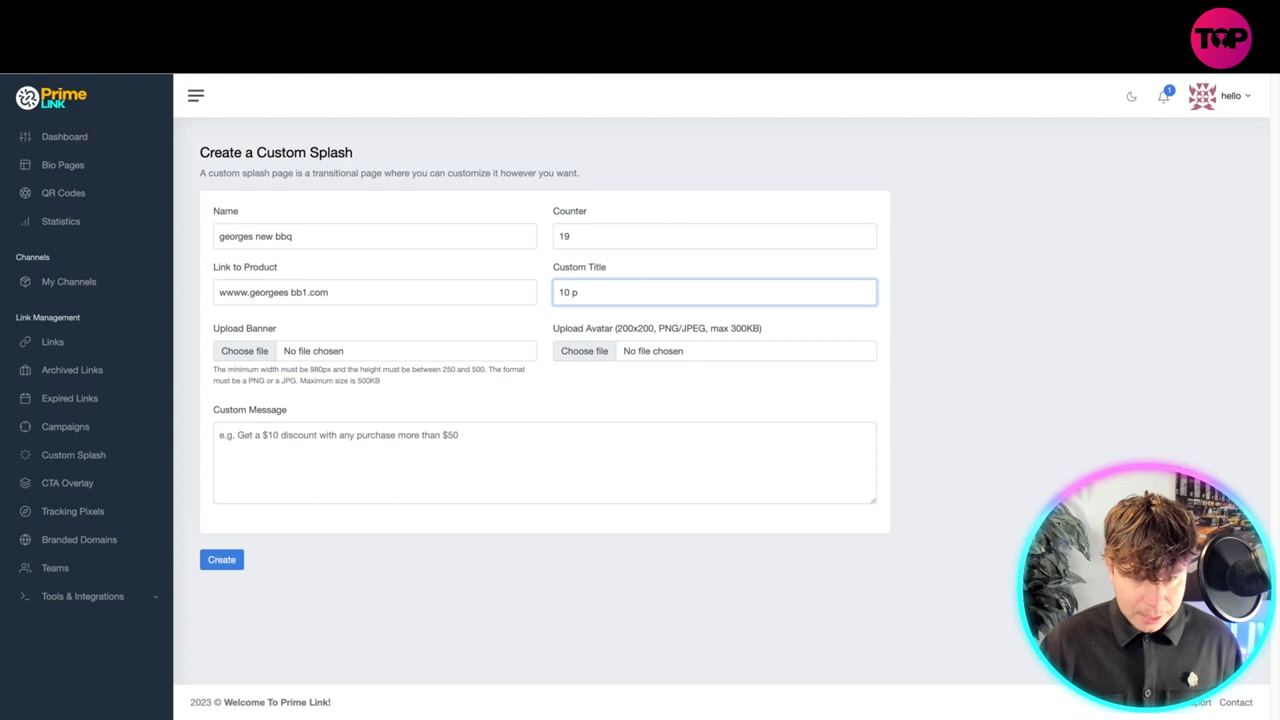 TOP
Prime
LINK
1
hello
Dashboard
Bio Pages
QR Codes
Statistics
Channels
My Channels
Link Management
Links
Archived Links
Expired Links
Campaigns
Custom Splash
CTA Overlay
Tracking Pixels
Branded Domains
Teams
Tools & Integrations
Create a Custom Splash
A custom splash page is a transitional page where you can customize it however you want.
Name
georges new bbq
Counter
19
Link to Product
wwww.georgees bb1.com
Custom Title
10 p
Upload Banner
Choose file No file chosen
The minimum width must be 980px and the height must be between 250 and 500. The format
must be a PNG or a JPG. Maximum size is 500KB
Upload Avatar (200x200, PNG/JPEG, max 300KB)
Choose file No file chosen
Custom Message
e.g. Get a $10 discount with any purchase more than $50
Create
2023 © Welcome To Prime Link!
Contact